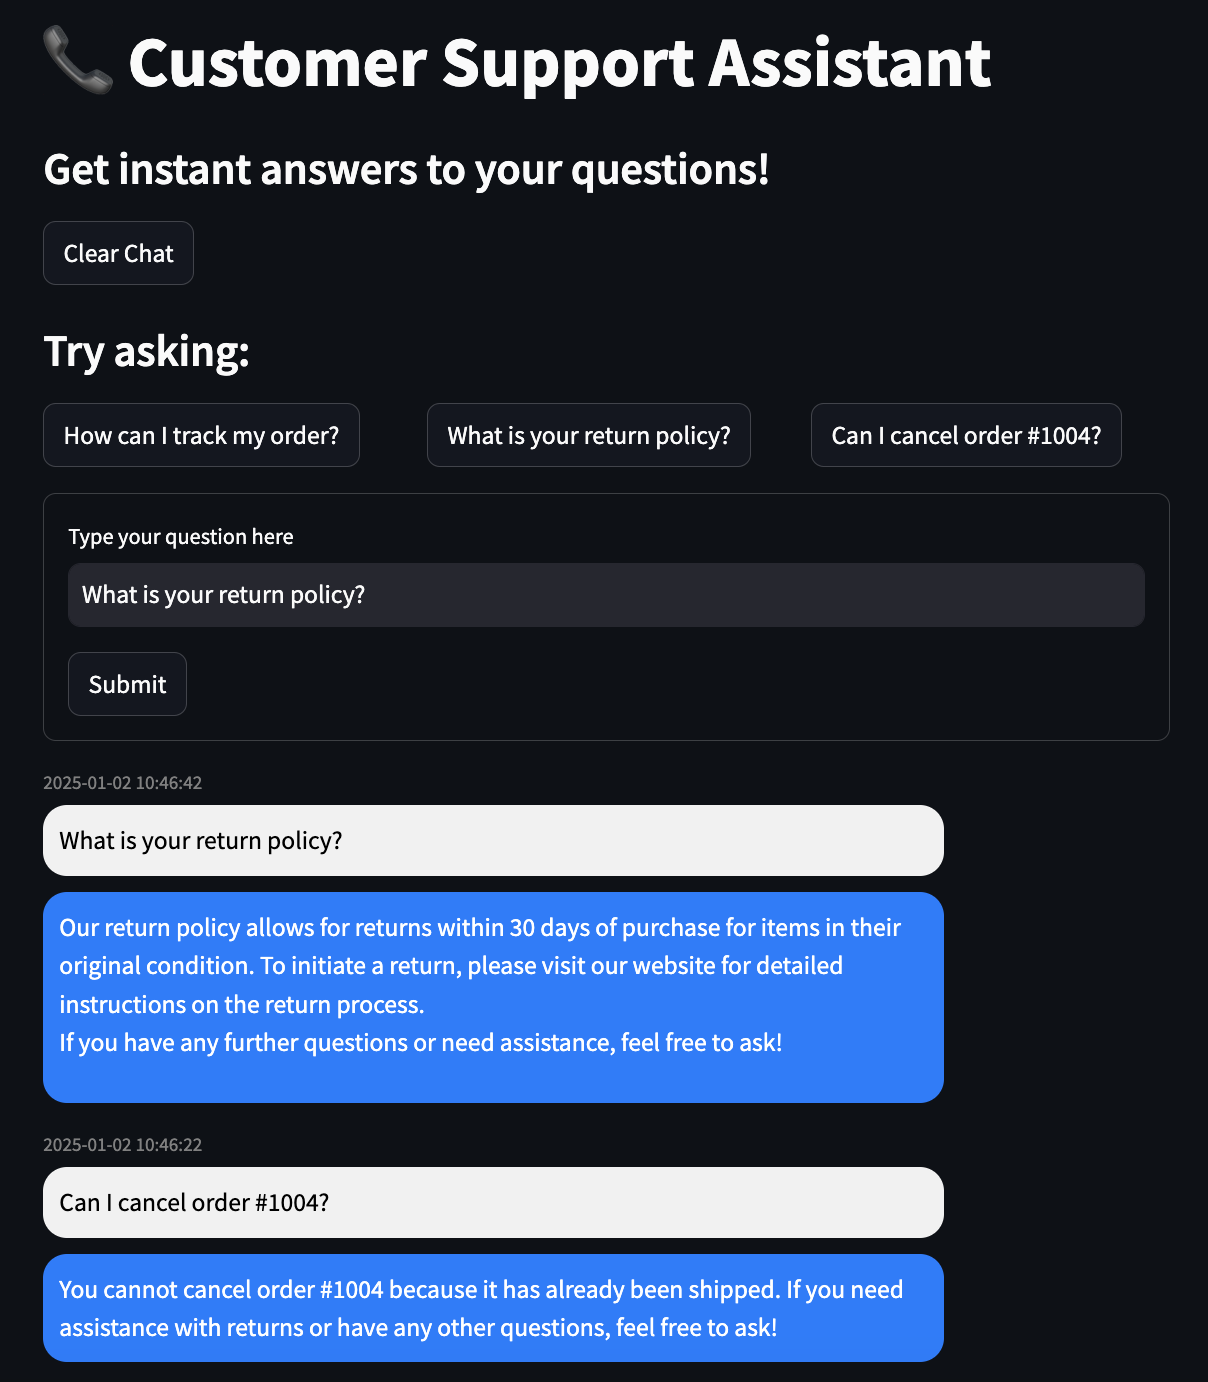 Customer Support Assistant
Get instant answers to your questions!
Clear Chat
Try asking:
How can I track my order?
What is your return policy?
Can I cancel order #1004?
Type your question here
What is your return policy?
Submit
2025-01-02 10:46:42
What is your return policy?
Our return policy allows for returns within 30 days of purchase for items in their
original condition. To initiate a return, please visit our website for detailed
instructions on the return process.
If you have any further questions or need assistance, feel free to ask!
2025-01-02 10:46:22
Can I cancel order #1004?
You cannot cancel order #1004 because it has already been shipped. If you need
assistance with returns or have any other questions, feel free to ask!